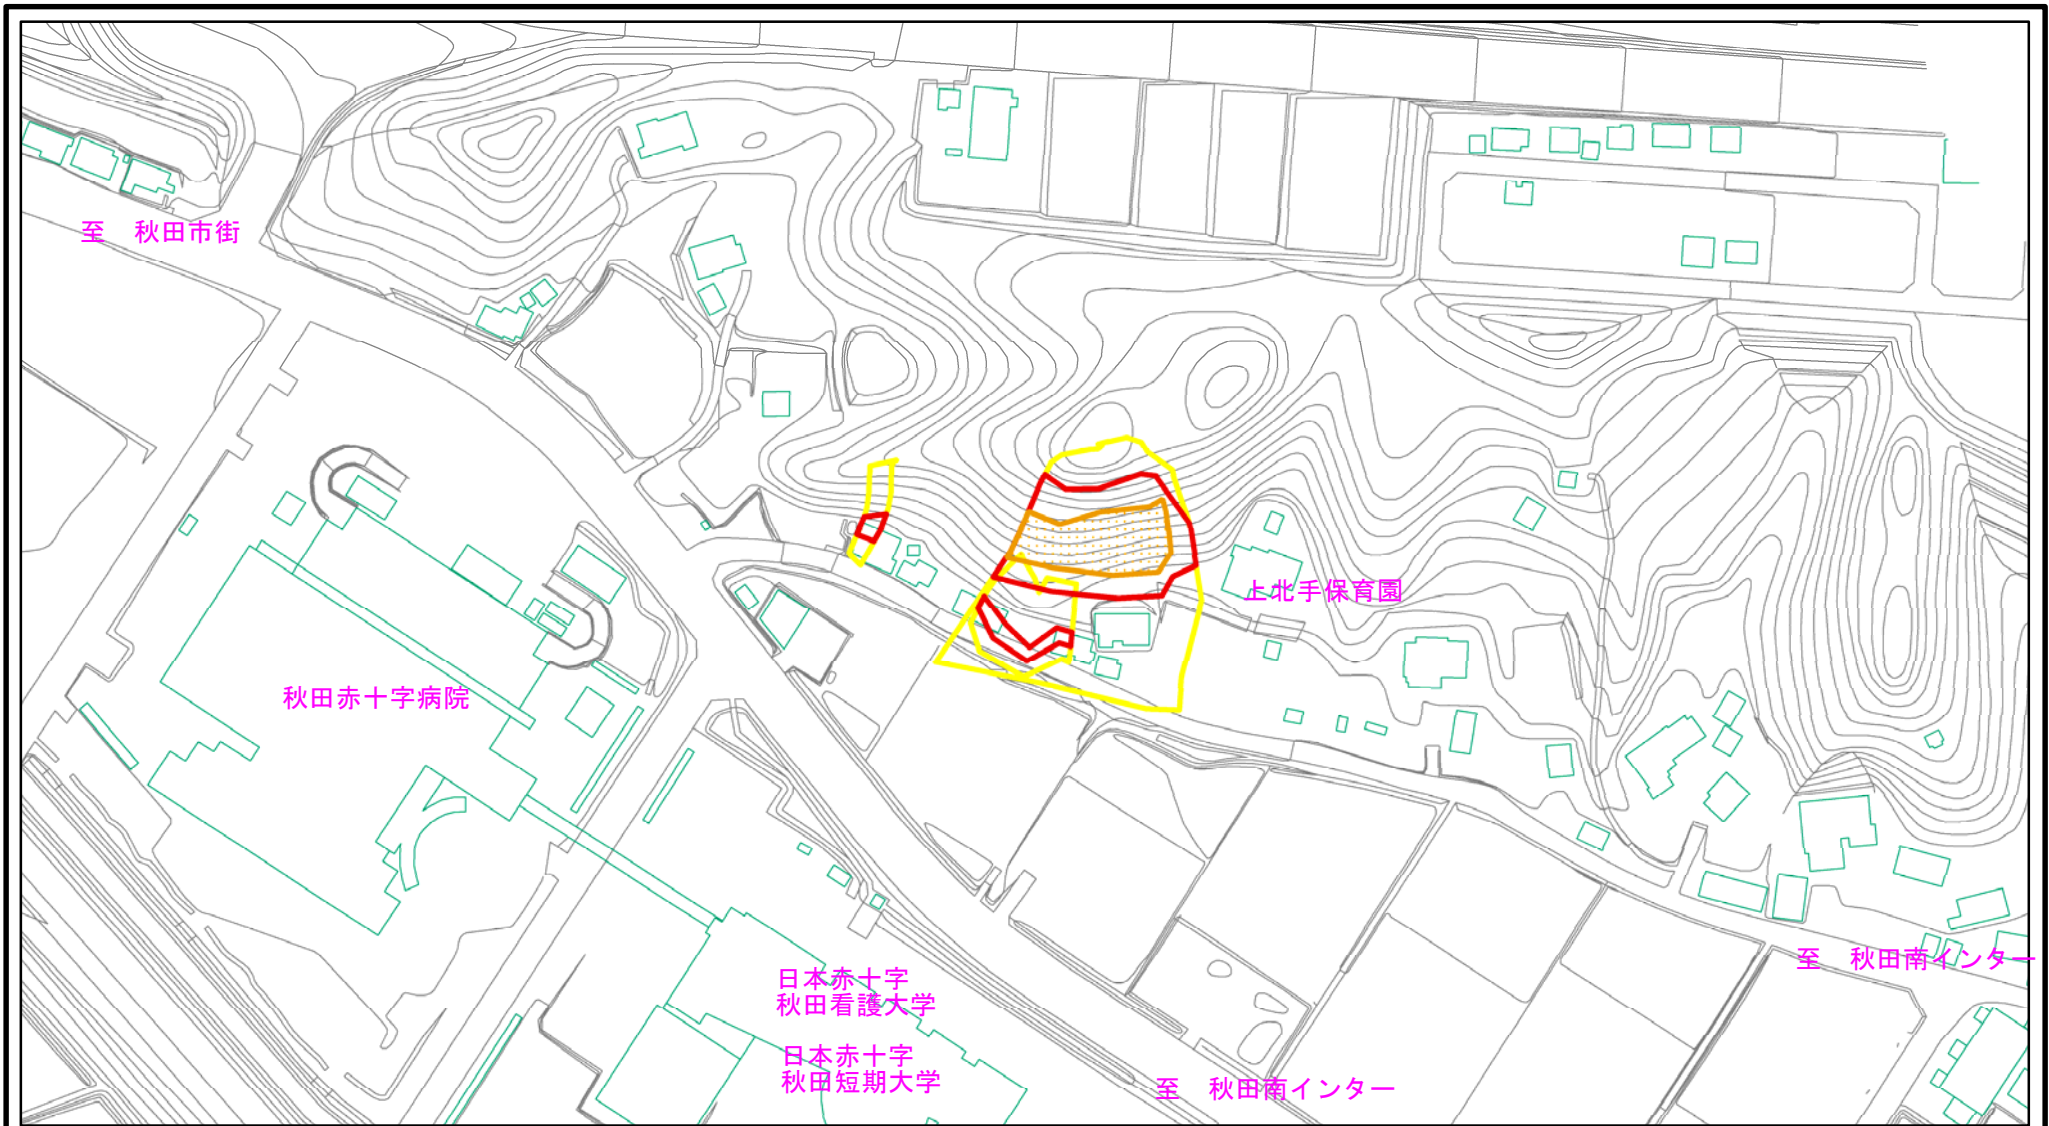 至　秋田市街
上北手保育園
秋田赤十字病院
至　秋田南インター
日本赤十字
秋田看護大学
日本赤十字
秋田短期大学
至　秋田南インター